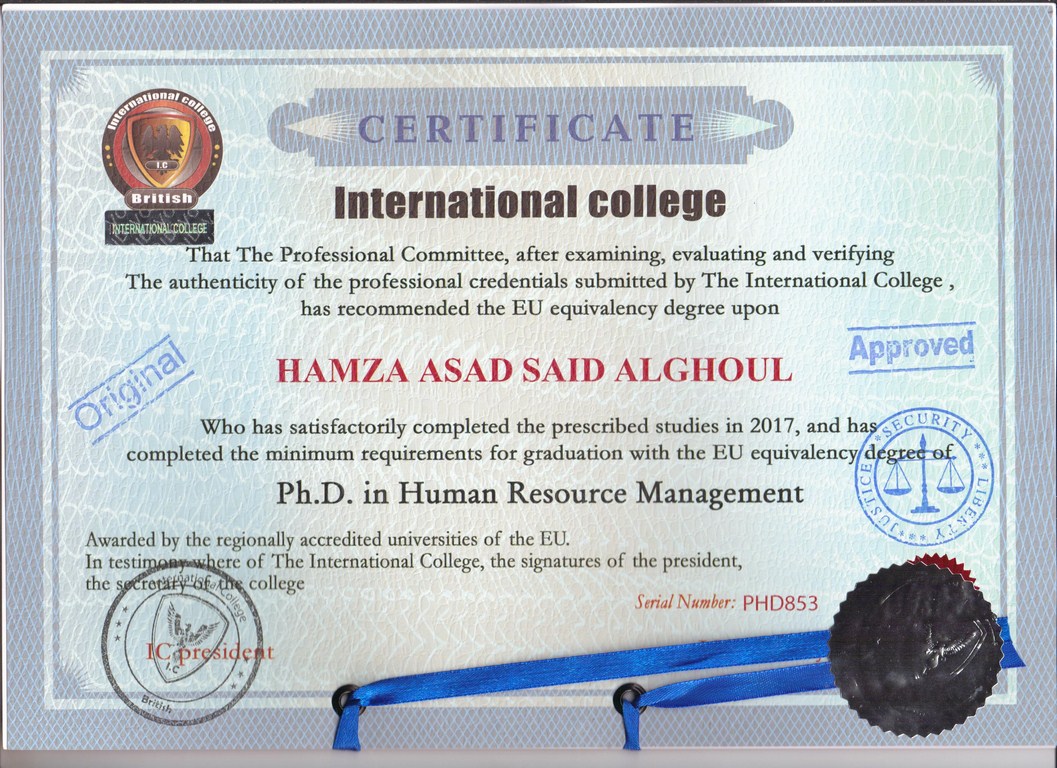 International college
I.C
British
INTERNATIONAL COLLEGE
CERTIFICATE
International college
That The Professional Committee, after examining, evaluating and verifying
The authenticity of the professional credentials submitted by The International College ,
has recommended the EU equivalency degree upon
Original
Approved
HAMZA ASAD SAID ALGHOUL
Who has satisfactorily completed the prescribed studies in 2017, and has
completed the minimum requirements for graduation with the EU equivalency degree of
Ph.D. in Human Resource Management
SECURITY
LIBERTY
JUSTICE
Awarded by the regionally accredited universities of the EU.
In testimony where of The International College, the signatures of the president,
the secretary of the college
Serial Number: PHD853
International College
I.C
British
IC president